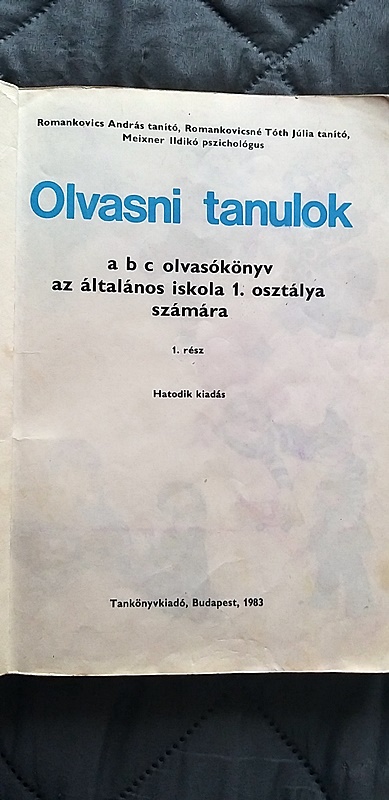 Romankovics András tanító, Romankovicsné Tóth Júlia tanító,
Meixner Ildikó pszichológus
Olvasni tanulok
a b c olvasókönyv
az általános iskola 1. osztálya
számára
1. rész
Hatodik kiadás
Tankönyvkiadó, Budapest, 1983